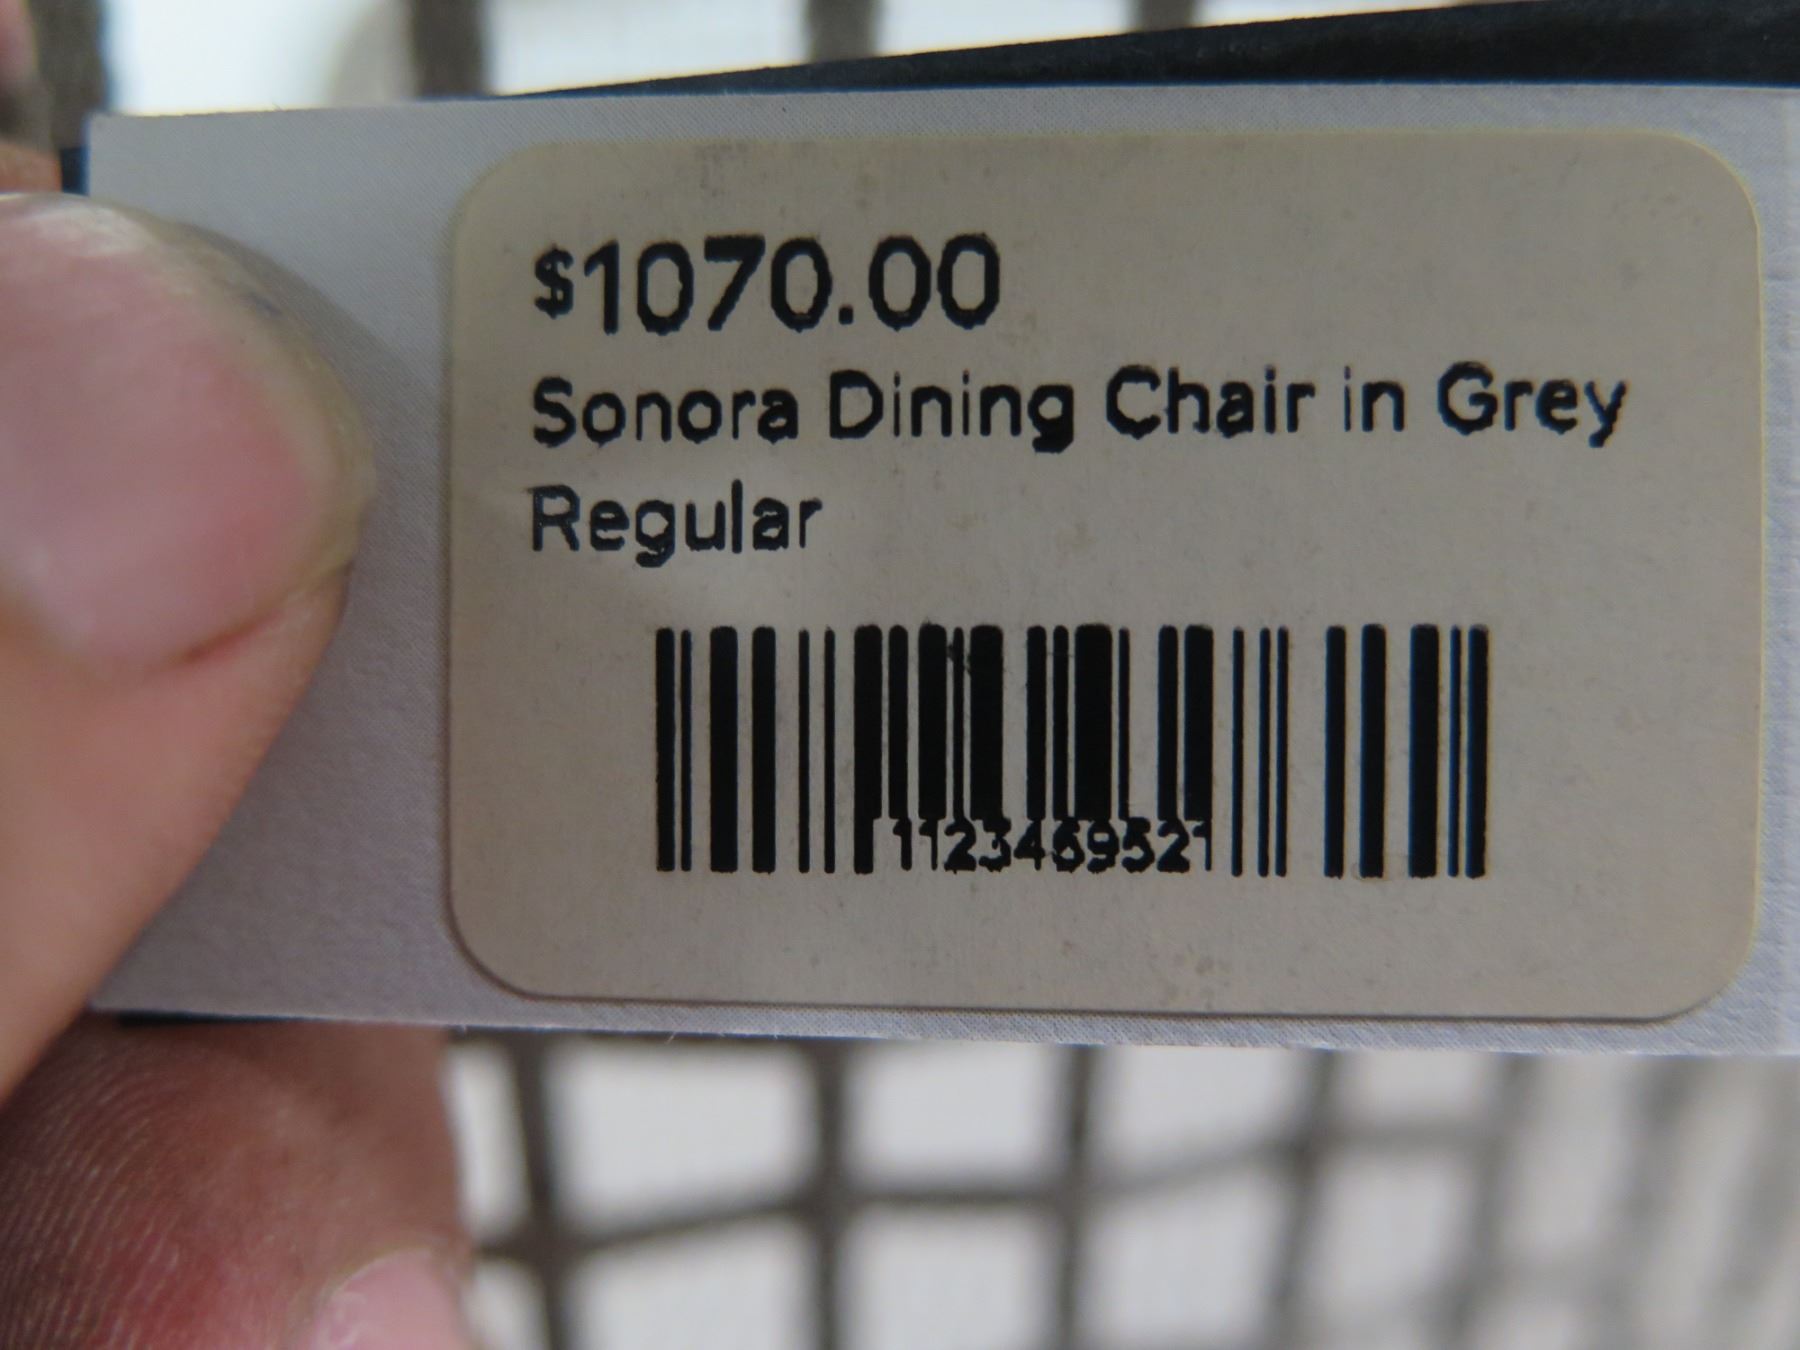 $1070.00
Sonora Dining Chair in Grey
Regular
1123469521